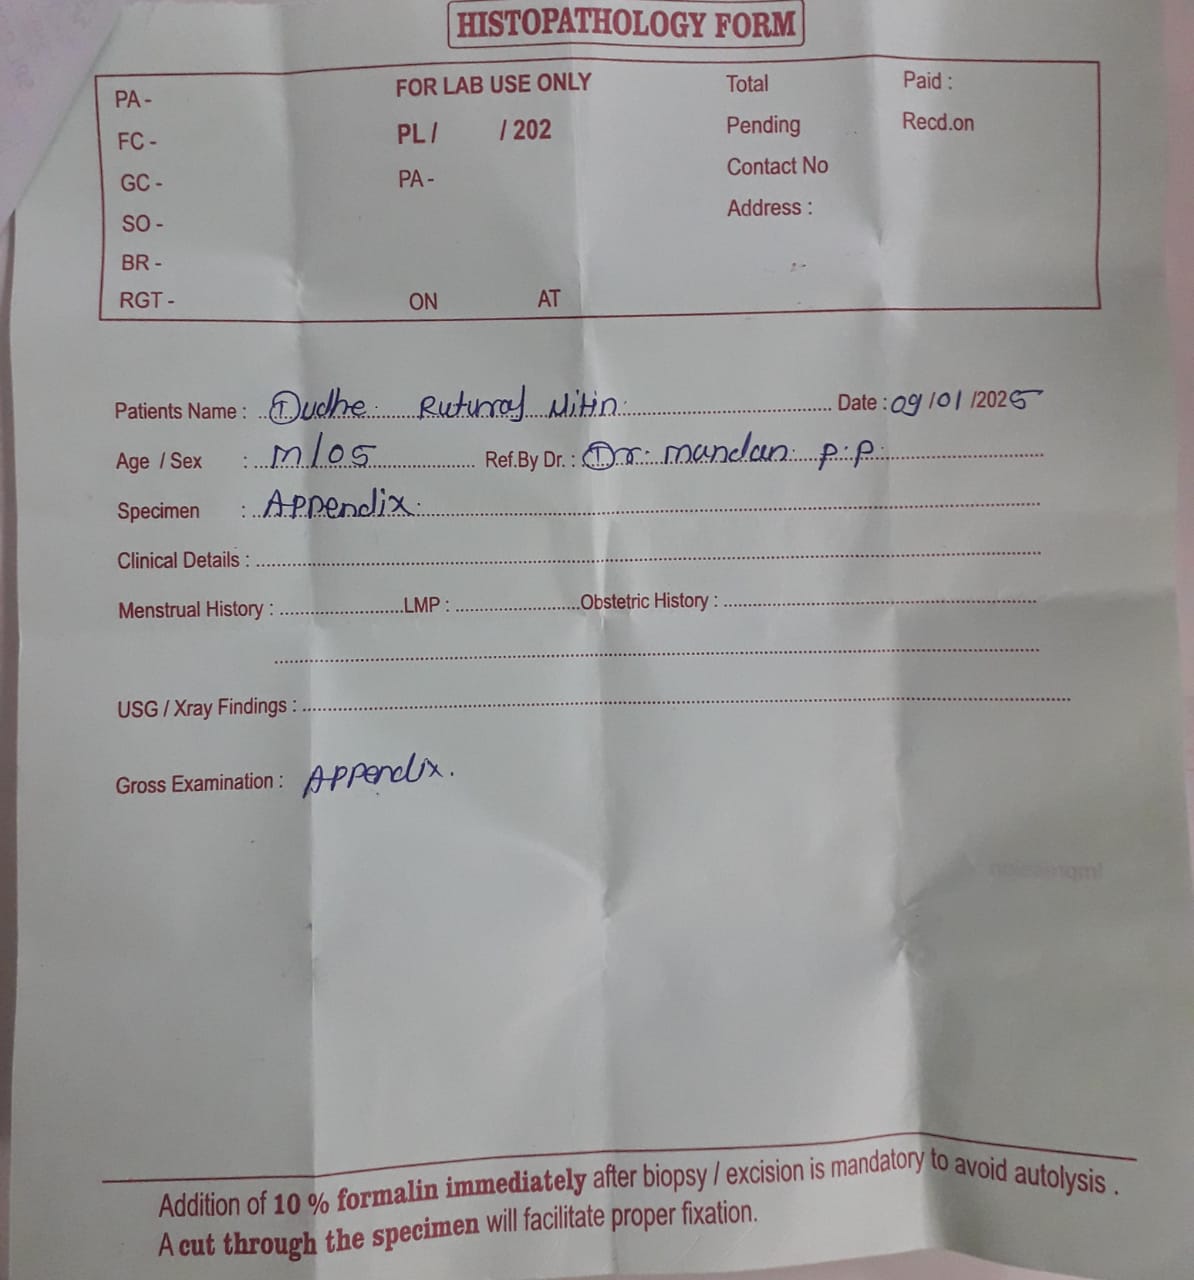 HISTOPATHOLOGY FORM
PA - FOR LAB USE ONLY Total Paid :
FC - PL / / 202 Pending Recd.on
GC - PA - Contact No
SO - Address :
BR -
RGT - ON AT
Patients Name : Dudhe Ruturaj Nitin Date : 09/01/2025
Age / Sex : M/05 Ref.By Dr. : Dr. mandan p.p.
Specimen : Appendix.
Clinical Details :
Menstrual History : LMP : Obstetric History :
USG / Xray Findings :
Gross Examination : Appendix.
Addition of 10 % formalin immediately after biopsy / excision is mandatory to avoid autolysis .
A cut through the specimen will facilitate proper fixation.